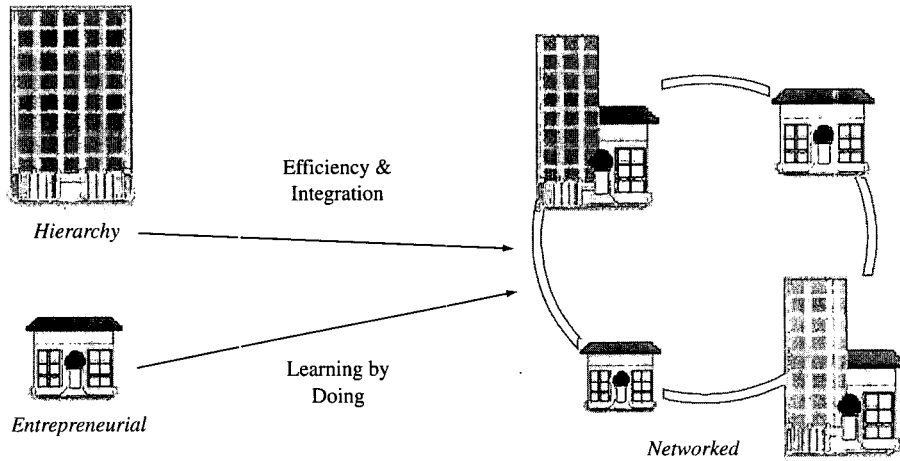 Efficiency &
Integration
Hierarchy
Learning by
Doing
Entrepreneurial
Networked